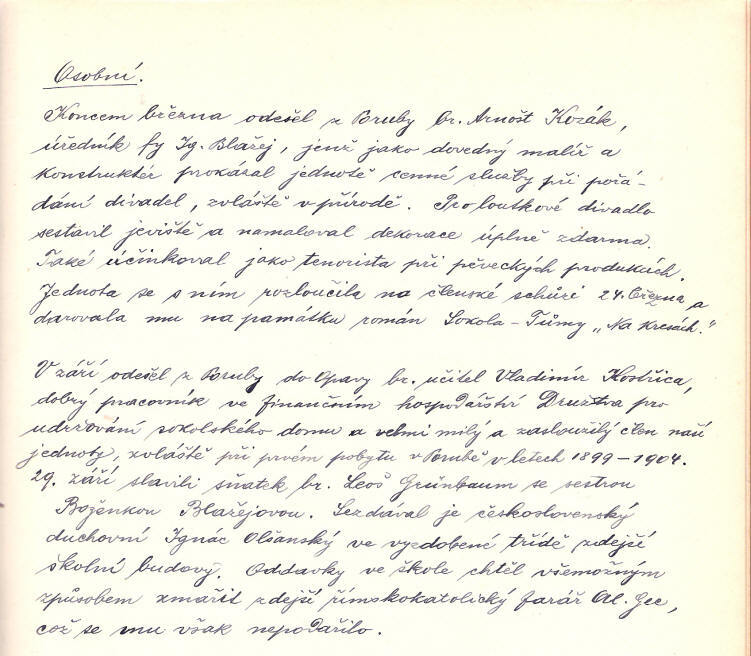 Osobní.
Koncem března odešel z Poruby br. Arnošt Kozák,
úředník fy Ig. Blažej, jenž jako dovedný malíř a
konstruktér prokázal jednotě cenné služby při pořá-
dání divadel, zvláště v přírodě. Pro loutkové divadlo
sestavil jeviště a namaloval dekorace úplně zdarma.
Také účinkoval jako tenorista při pěveckých produkcích.
Jednota se s ním rozloučila na členské schůzi 24. března a
darovala mu na památku román Sokola-Tůmy „Na kresách."
V září odešel z Poruby do Opavy br. učitel Vladimír Kostřica,
dobrý pracovník ve finančním hospodářství Družstva pro
udržování sokolského domu a velmi milý a zasloužilý člen naší
jednoty, zvláště při prvém pobytu v Porubě v letech 1899-1904.
29. září slavili sňatek br. Leoš Grünbaum se sestrou
Boženkou Blažejovou. Sezdával je československý
duchovní Ignác Olšanský ve vyzdobené třídě zdejší
školní budovy. Oddavky ve škole chtěl všemožným
způsobem zmařit zdejší římskokatolický farář Al. Gee,
což se mu však nepodařilo.